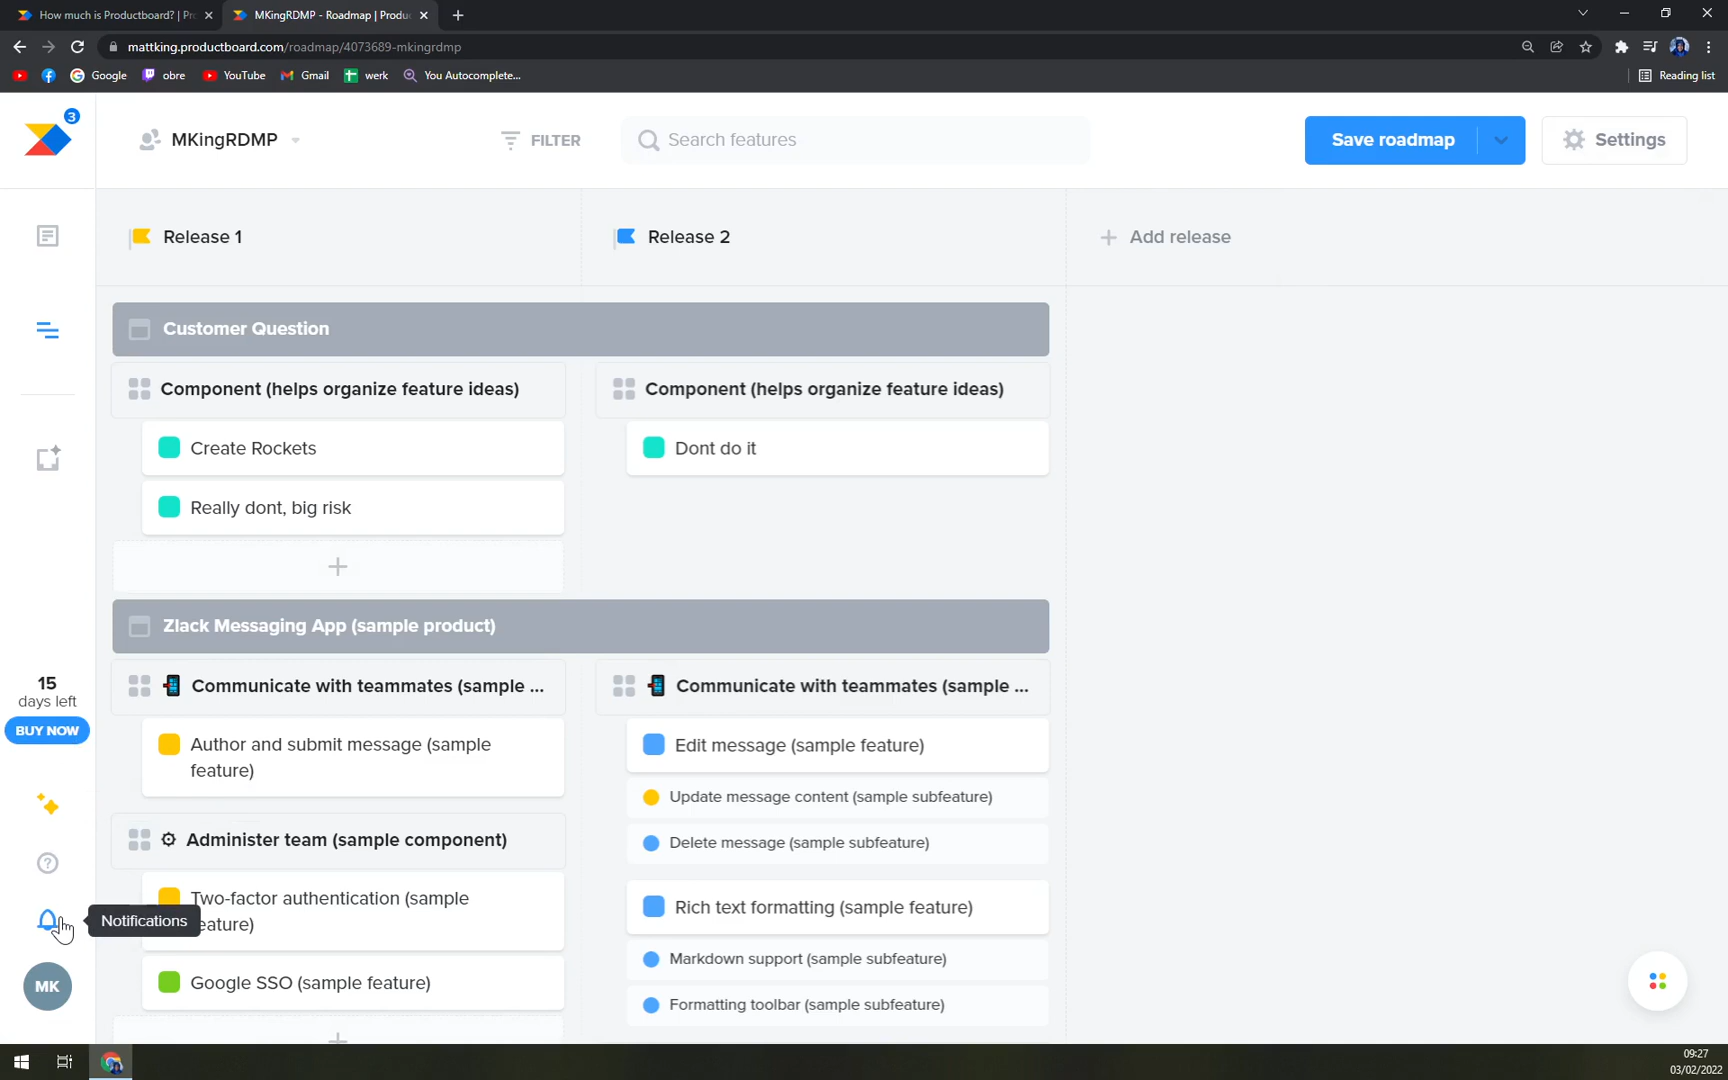 How much is Productboard? | Pr
MKingRDMP - Roadmap | Produc
mattking.productboard.com/roadmap/4073689-mkingrdmp
Google
obre
YouTube
Gmail
werk
You Autocomplete...
Reading list
3
MKingRDMP
FILTER
Search features
Save roadmap
Settings
Release 1
Release 2
+ Add release
Customer Question
Component (helps organize feature ideas)
Component (helps organize feature ideas)
Create Rockets
Dont do it
Really dont, big risk
+
Zlack Messaging App (sample product)
15
days left
BUY NOW
Communicate with teammates (sample ...
Communicate with teammates (sample ...
Author and submit message (sample
feature)
Edit message (sample feature)
Update message content (sample subfeature)
Delete message (sample subfeature)
Administer team (sample component)
Two-factor authentication (sample
eature)
Rich text formatting (sample feature)
Notifications
Markdown support (sample subfeature)
Google SSO (sample feature)
Formatting toolbar (sample subfeature)
MK
09:27
03/02/2022